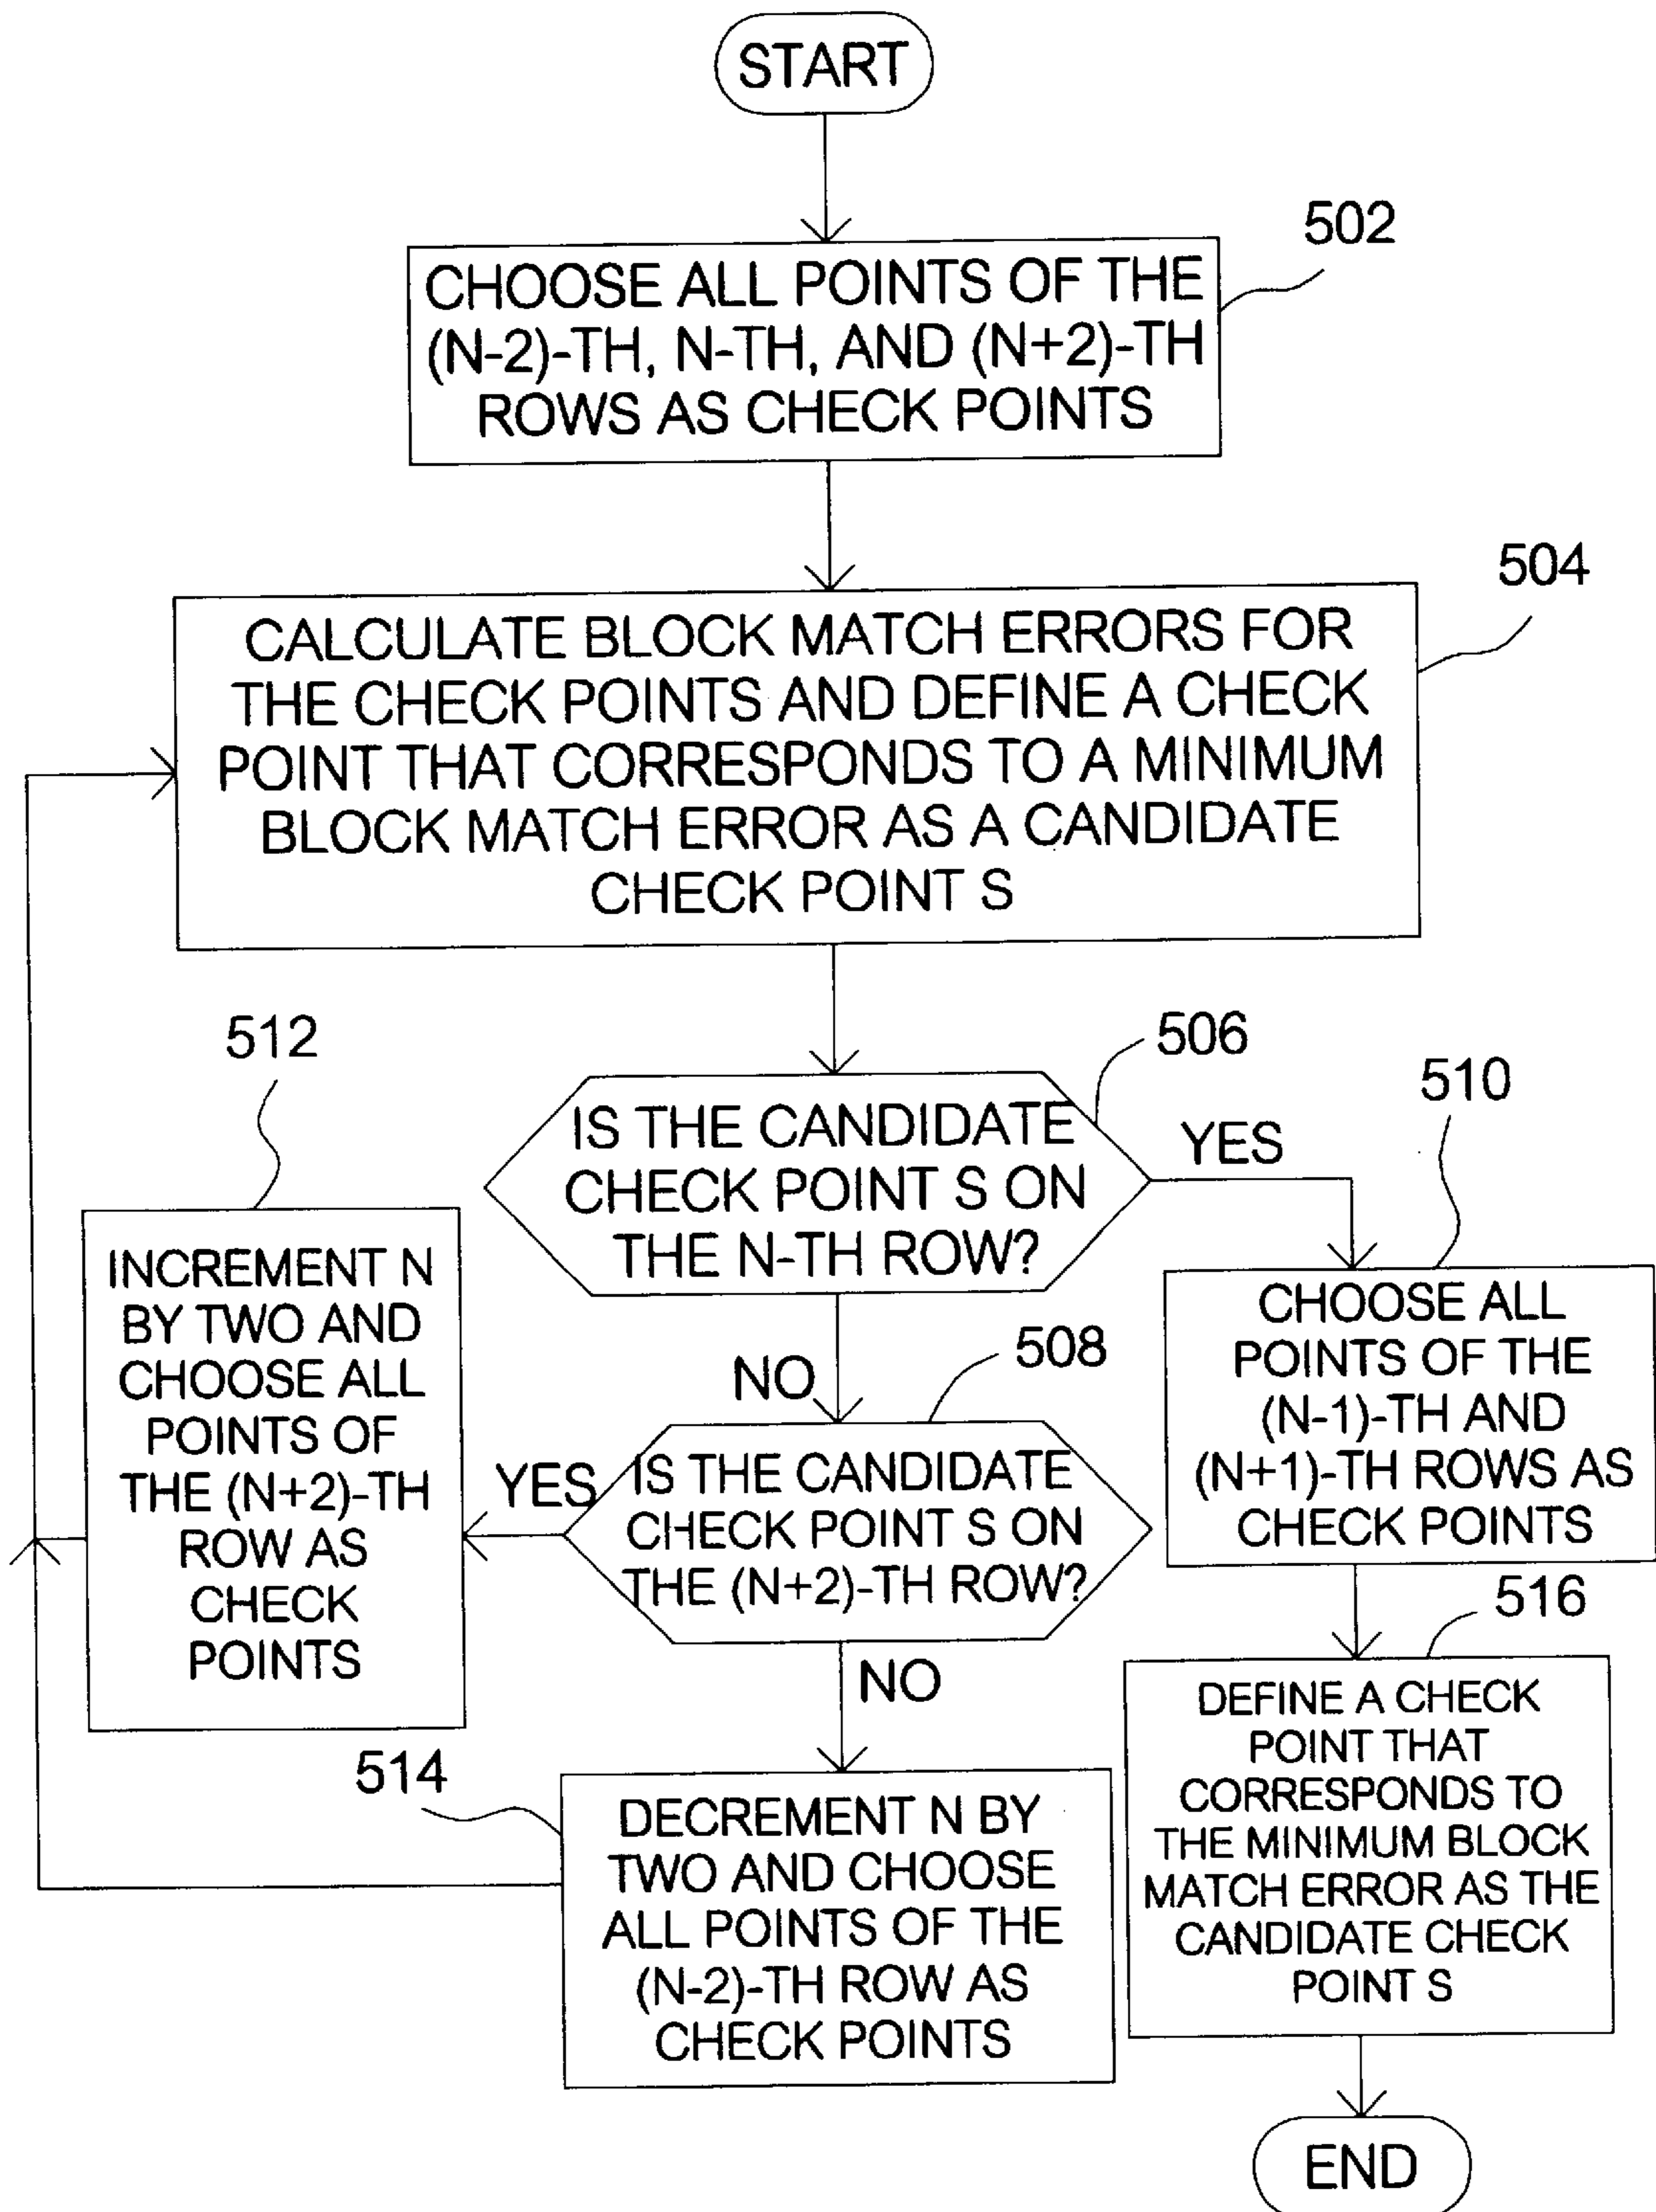 START
502
CHOOSE ALL POINTS OF THE
(N-2)-TH, N-TH, AND (N+2)-TH
ROWS AS CHECK POINTS
504
CALCULATE BLOCK MATCH ERRORS FOR
THE CHECK POINTS AND DEFINE A CHECK
POINT THAT CORRESPONDS TO A MINIMUM
BLOCK MATCH ERROR AS A CANDIDATE
CHECK POINT S
506
IS THE CANDIDATE
CHECK POINT S ON
THE N-TH ROW?
YES
NO
510
CHOOSE ALL
POINTS OF THE
(N-1)-TH AND
(N+1)-TH ROWS AS
CHECK POINTS
508
IS THE CANDIDATE
CHECK POINT S ON
THE (N+2)-TH ROW?
YES
NO
512
INCREMENT N
BY TWO AND
CHOOSE ALL
POINTS OF
THE (N+2)-TH
ROW AS
CHECK
POINTS
514
DECREMENT N BY
TWO AND CHOOSE
ALL POINTS OF THE
(N-2)-TH ROW AS
CHECK POINTS
516
DEFINE A CHECK
POINT THAT
CORRESPONDS TO
THE MINIMUM BLOCK
MATCH ERROR AS THE
CANDIDATE CHECK
POINT S
END